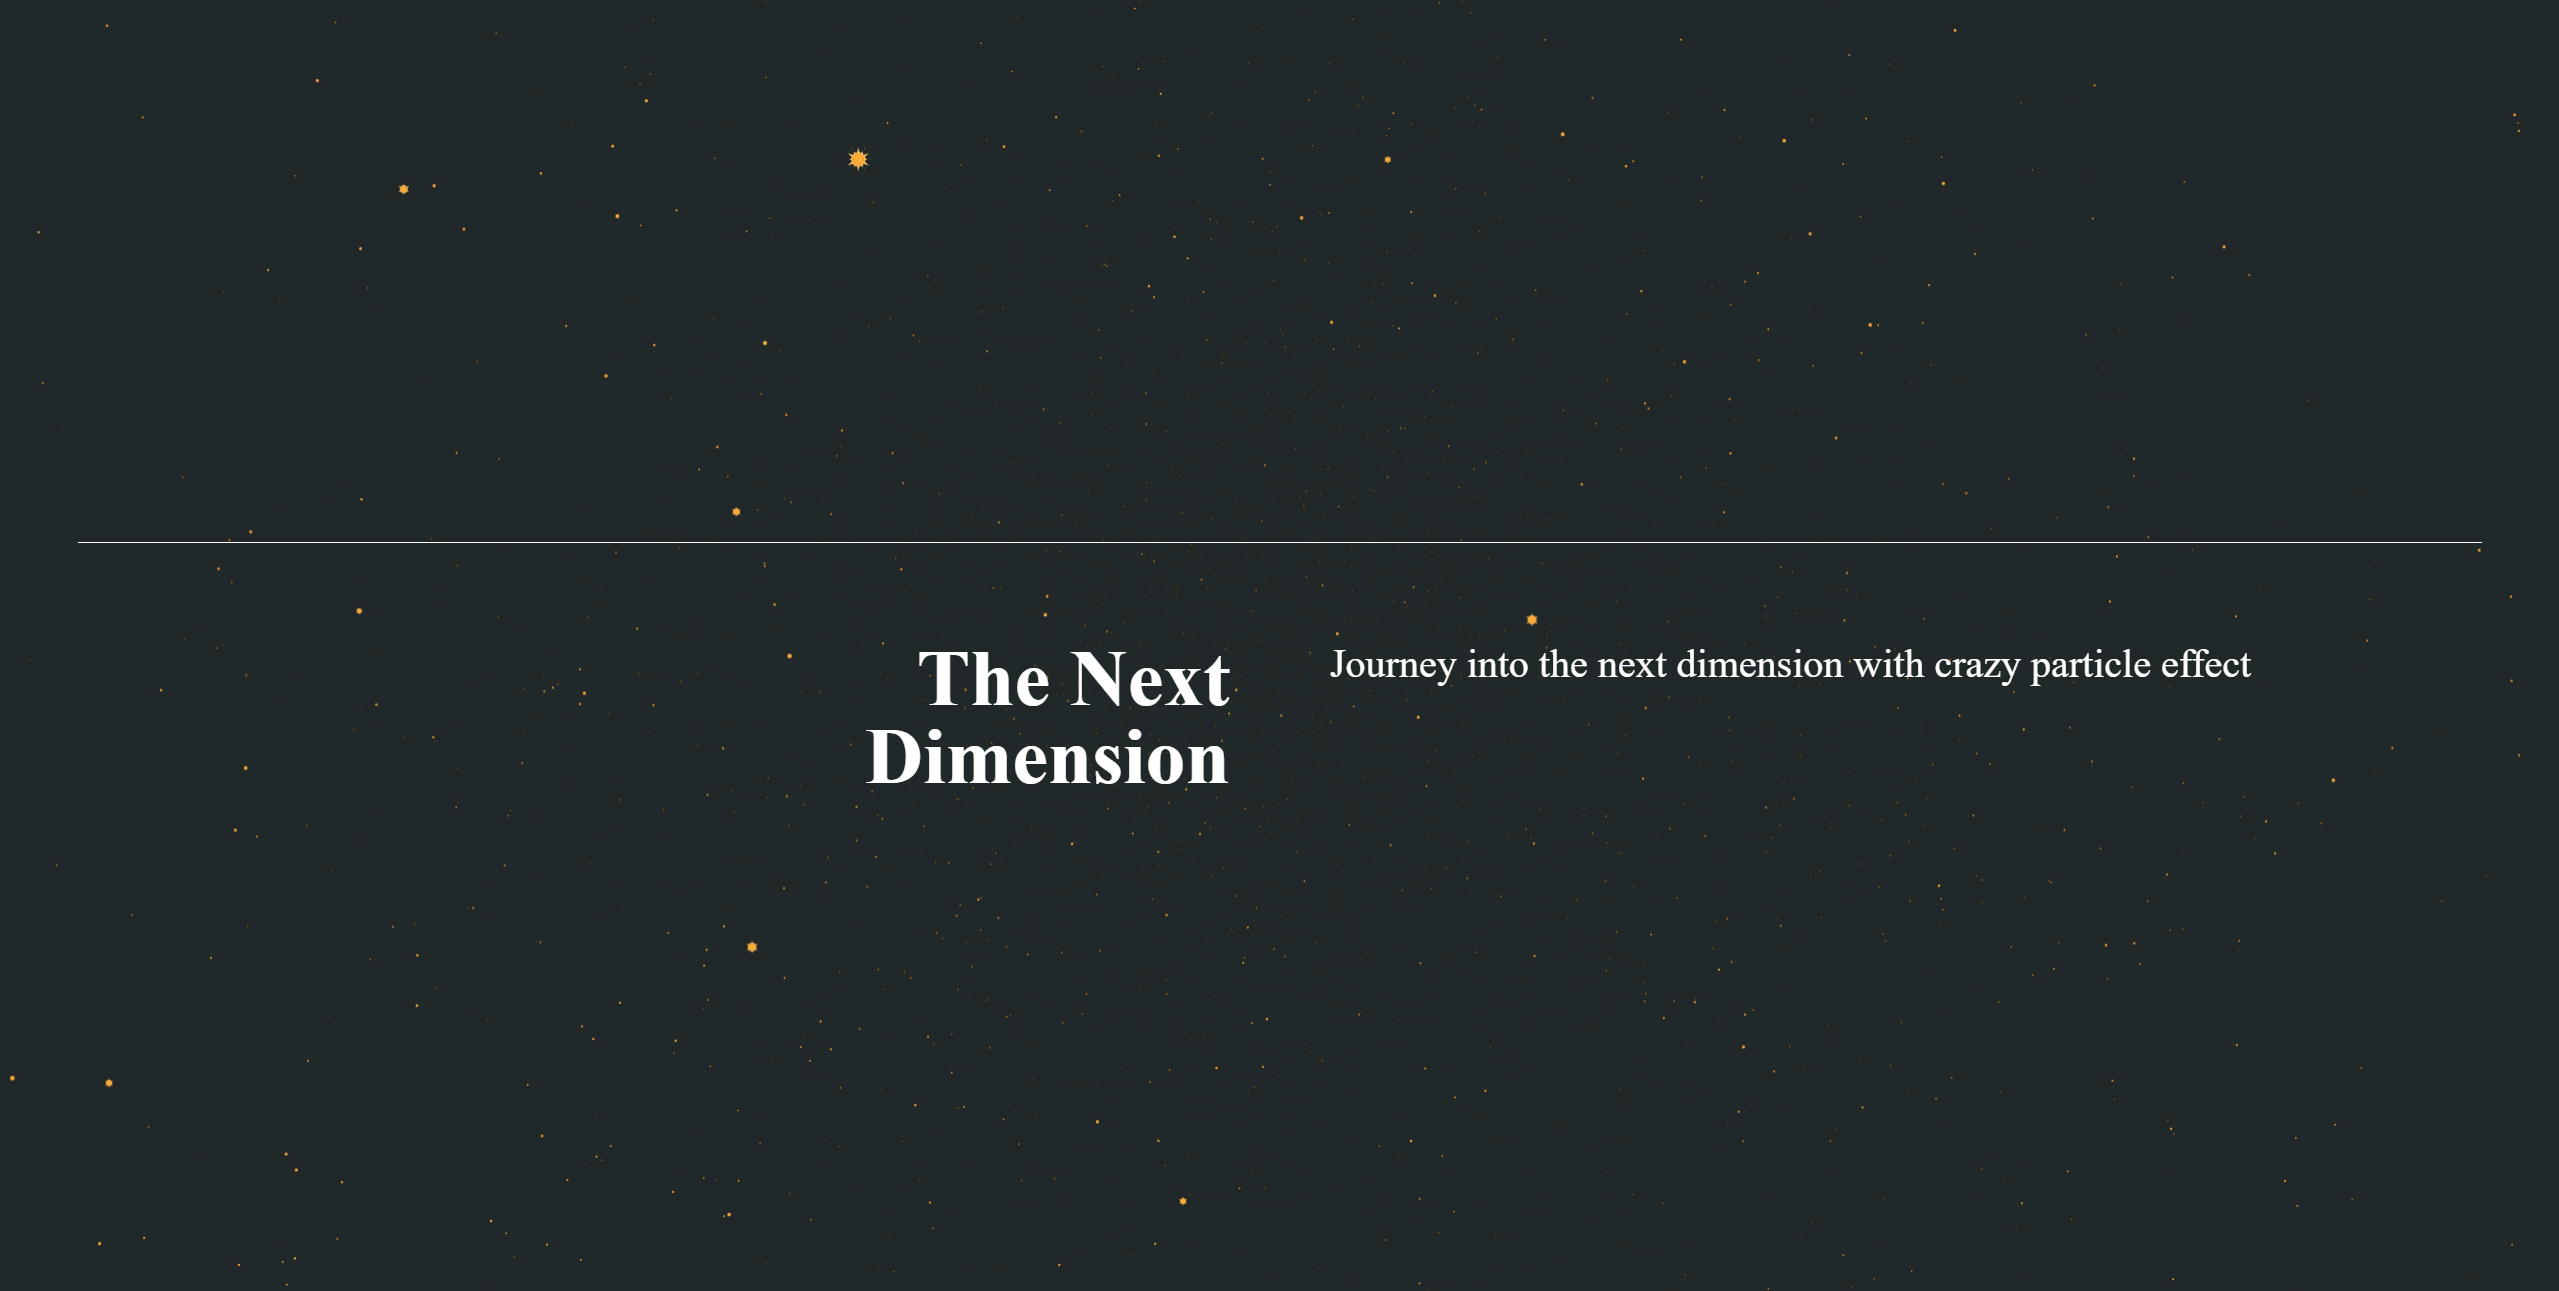 The Next
Dimension
Journey into the next dimension with crazy particle effect